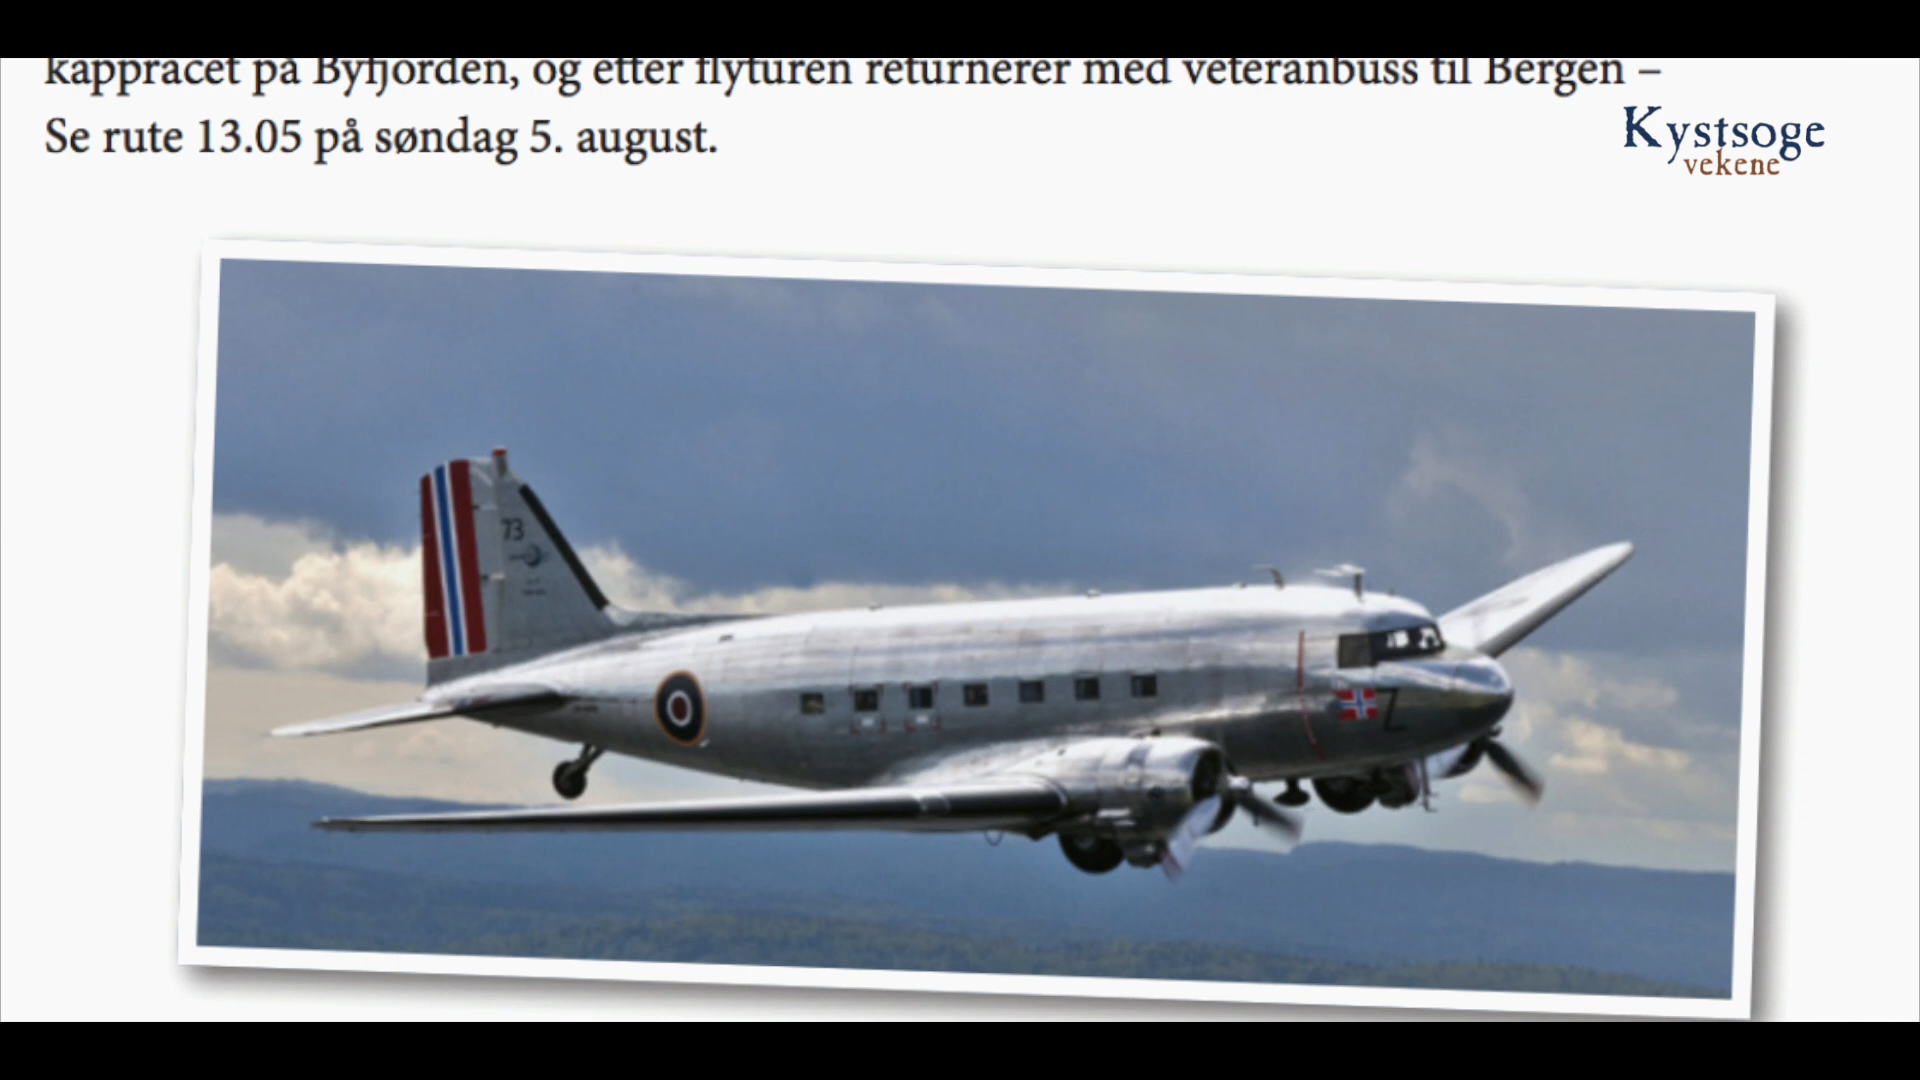 kappracet på Byfjorden, og etter flyturen returnerer med veteranbuss til Bergen –
Se rute 13.05 på søndag 5. august.
Kystsoge
vekene
73
Z